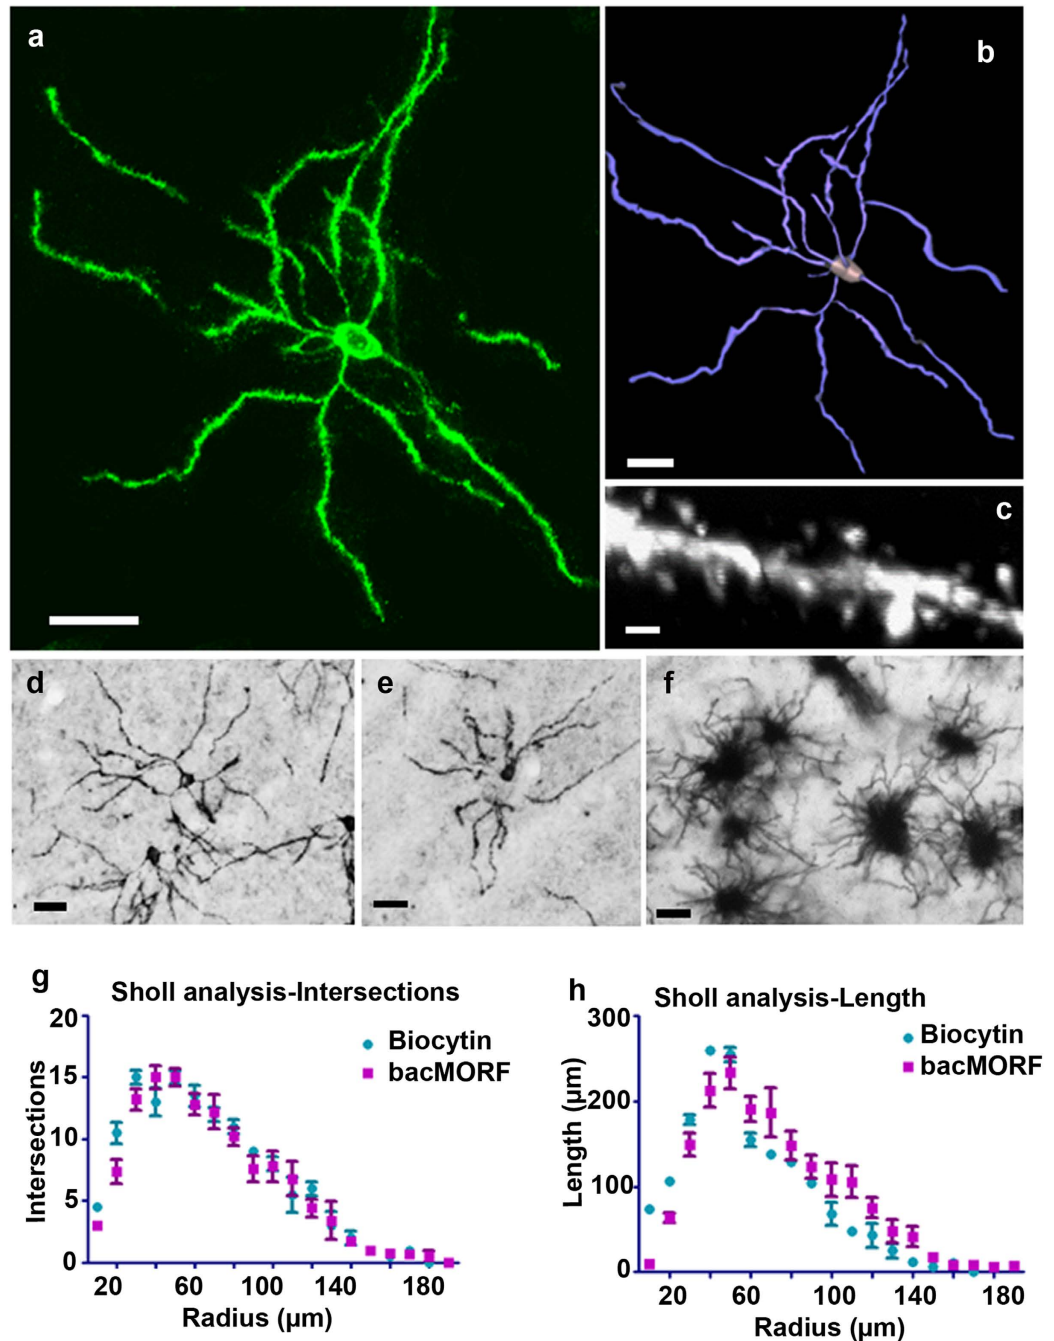 a
b
c
d
e
f
g
Sholl analysis-Intersections
20
15
10
5
0
Intersections
Biocytin
bacMORF
20
60
100
140
180
Radius (µm)
h
Sholl analysis-Length
300
200
100
0
Length (µm)
Biocytin
bacMORF
20
60
100
140
180
Radius (µm)